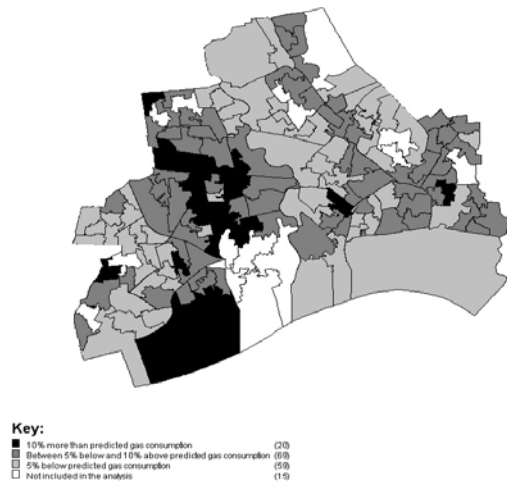 Key:
10% more than predicted gas consumption (20)
Between 5% below and 10% above predicted gas consumption (69)
5% below predicted gas consumption (59)
Not included in the analysis (15)